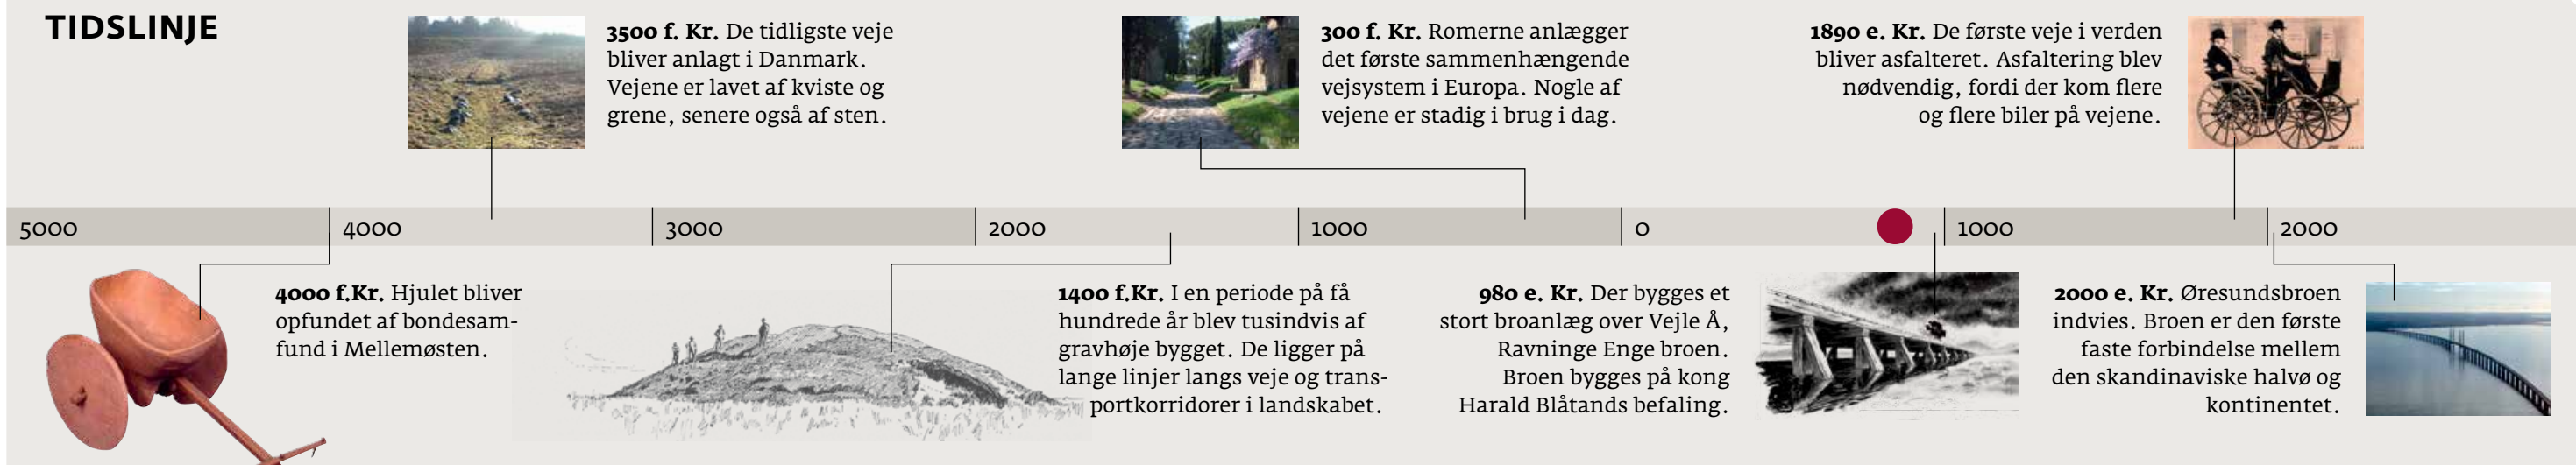 TIDSLINJE
3500 f. Kr. De tidligste veje
bliver anlagt i Danmark.
Vejene er lavet af kviste og
grene, senere også af sten.
300 f. Kr. Romerne anlægger
det første sammenhængende
vejsystem i Europa. Nogle af
vejene er stadig i brug i dag.
1890 e. Kr. De første veje i verden
bliver asfalteret. Asfaltering blev
nødvendig, fordi der kom flere
og flere biler på vejene.
5000 4000 3000 2000 1000 0 1000 2000
4000 f.Kr. Hjulet bliver
opfundet af bondesam-
fund i Mellemøsten.
1400 f.Kr. I en periode på få
hundrede år blev tusindvis af
gravhøje bygget. De ligger på
lange linjer langs veje og trans-
portkorridorer i landskabet.
980 e. Kr. Der bygges et
stort broanlæg over Vejle Å,
Ravninge Enge broen.
Broen bygges på kong
Harald Blåtands befaling.
2000 e. Kr. Øresundsbroen
indvies. Broen er den første
faste forbindelse mellem
den skandinaviske halvø og
kontinentet.